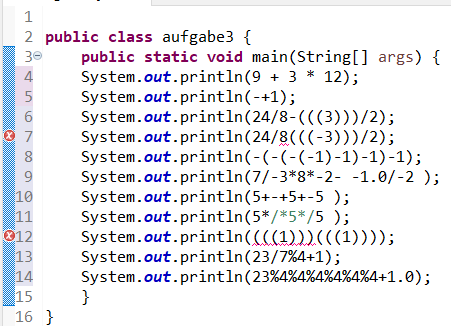 1
2 public class aufgabe3 {
3 public static void main(String[] args) {
4 System.out.println(9 + 3 * 12);
5 System.out.println(-+1);
6 System.out.println(24/8-(((3)))/2);
7 System.out.println(24/8(((-3)))/2);
8 System.out.println(-(-(-(-1)-1)-1)-1);
9 System.out.println(7/-3*8*-2- -1.0/-2 );
10 System.out.println(5+-+5+-5 );
11 System.out.println(5*/*5*/5 );
12 System.out.println((((1)))(((1))));
13 System.out.println(23/7%4+1);
14 System.out.println(23%4%4%4%4%4%4+1.0);
15 }
16 }